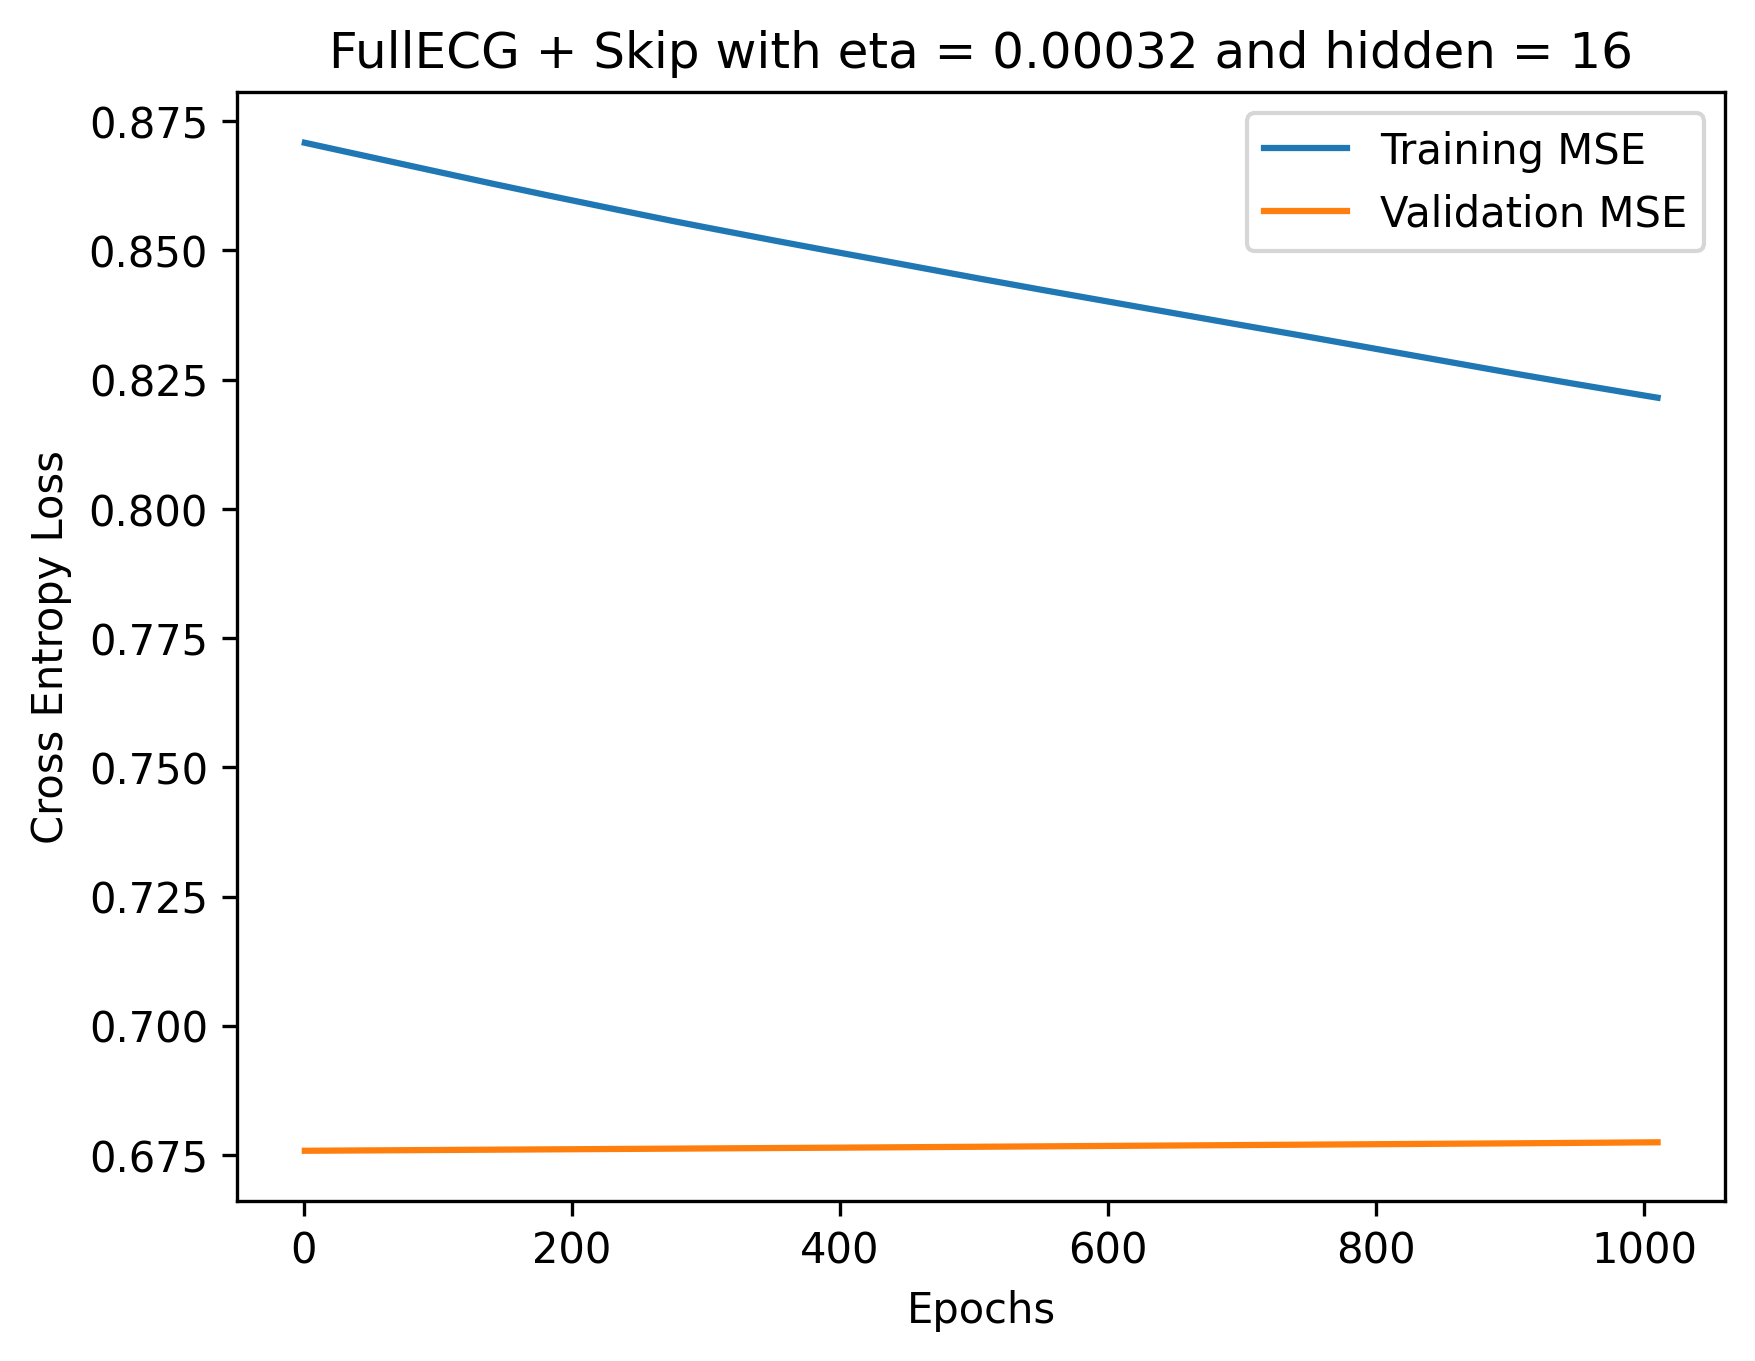 FullECG + Skip with eta = 0.00032 and hidden = 16
Training MSE
Validation MSE
0.875
0.850
0.825
0.800
0.775
0.750
0.725
0.700
0.675
Cross Entropy Loss
0 200 400 600 800 1000
Epochs